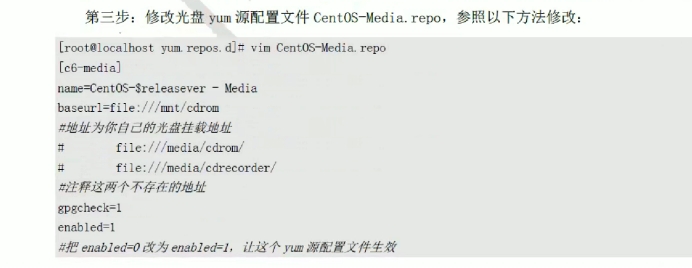 第三步：修改光盘 yum 源配置文件 CentOS-Media.repo，参照以下方法修改：
[root@localhost yum.repos.d]# vim CentOS-Media.repo
[c6-media]
name=CentOS-$releasever - Media
baseurl=file:///mnt/cdrom
#地址为你自己的光盘挂载地址
#       file:///media/cdrom/
#       file:///media/cdrecorder/
#注释这两个不存在的地址
gpgcheck=1
enabled=1
#把 enabled=0 改为 enabled=1，让这个 yum 源配置文件生效